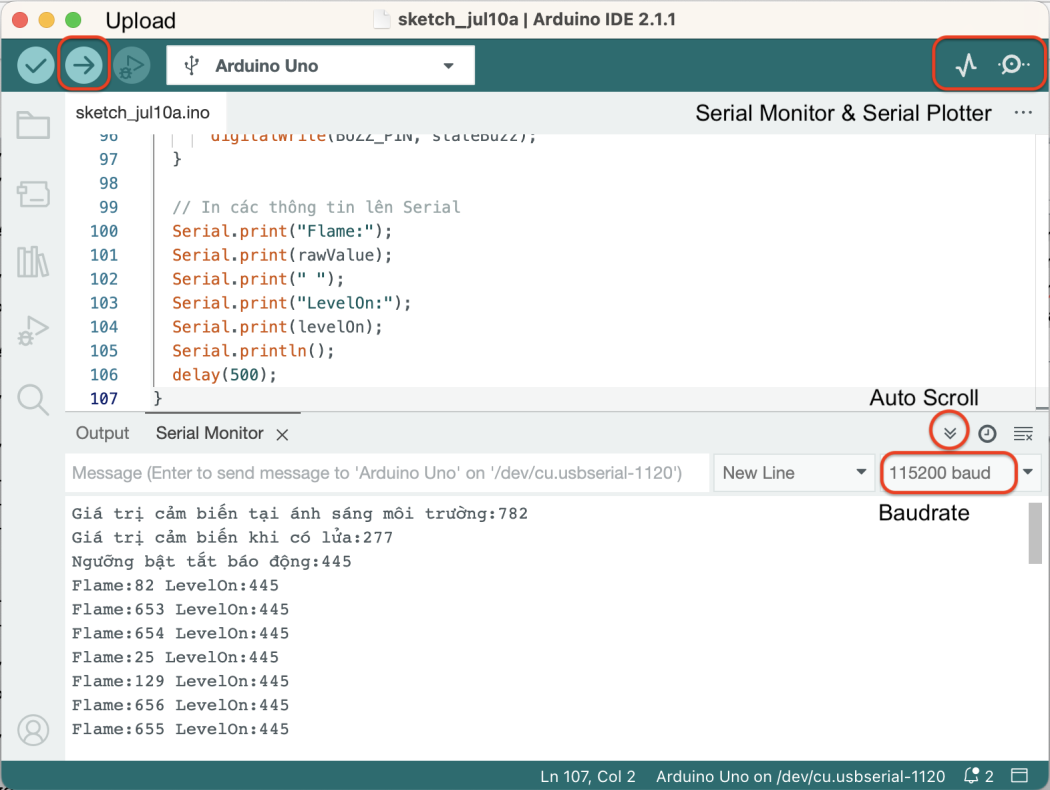 Upload
sketch_jul10a | Arduino IDE 2.1.1
Arduino Uno
sketch_jul10a.ino
Serial Monitor & Serial Plotter
96 digitalWrite(BUZZ_PIN, stateBuzz);
97 }
98
99 // In các thông tin lên Serial
100 Serial.print("Flame:");
101 Serial.print(rawValue);
102 Serial.print(" ");
103 Serial.print("LevelOn:");
104 Serial.print(levelOn);
105 Serial.println();
106 delay(500);
107 }
Auto Scroll
Output Serial Monitor
Message (Enter to send message to 'Arduino Uno' on '/dev/cu.usbserial-1120')
New Line
115200 baud
Baudrate
Giá trị cảm biến tại ánh sáng môi trường:782
Giá trị cảm biến khi có lửa:277
Ngưỡng bật tắt báo động:445
Flame:82 LevelOn:445
Flame:653 LevelOn:445
Flame:654 LevelOn:445
Flame:25 LevelOn:445
Flame:129 LevelOn:445
Flame:656 LevelOn:445
Flame:655 LevelOn:445
Ln 107, Col 2 Arduino Uno on /dev/cu.usbserial-1120 2